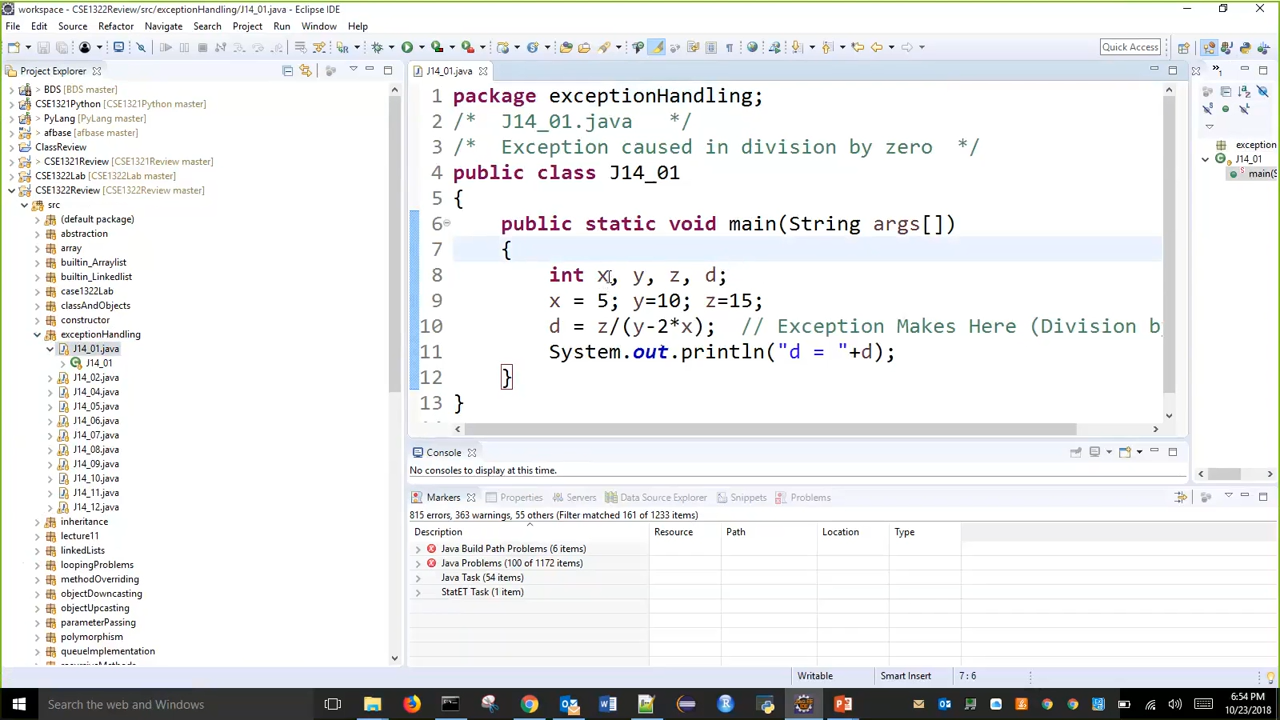 workspace - CSE1322Review/src/exceptionHandling/J14_01.java - Eclipse IDE
File Edit Source Refactor Navigate Search Project Run Window Help
Quick Access
Project Explorer
> BDS [BDS master]
CSE1321Python [CSE1321Python master]
> PyLang [PyLang master]
> afbase [afbase master]
ClassReview
> CSE1321Review [CSE1321Review master]
CSE1322Lab [CSE1322Lab master]
CSE1322Review [CSE1322Review master]
src
(default package)
abstraction
array
builtin_Arraylist
builtin_Linkedlist
case1322Lab
classAndObjects
constructor
exceptionHandling
J14_01.java
J14_01
J14_02.java
J14_04.java
J14_05.java
J14_06.java
J14_07.java
J14_08.java
J14_09.java
J14_10.java
J14_11.java
J14_12.java
inheritance
lecture11
linkedLists
loopingProblems
methodOverriding
objectDowncasting
objectUpcasting
parameterPassing
polymorphism
queueImplement
J14_01.java
1 package exceptionHandling;
2 /* J14_01.java */
3 /* Exception caused in division by zero */
4 public class J14_01
5 {
6 public static void main(String args[])
7 {
8 int x, y, z, d;
9 x = 5; y=10; z=15;
10 d = z/(y-2*x); // Exception Makes Here (Division b
11 System.out.println("d = "+d);
12 }
13 }
exception
J14_01
main(S
Console
No consoles to display at this time.
Markers Properties Servers Data Source Explorer Snippets Problems
815 errors, 363 warnings, 55 others (Filter matched 161 of 1233 items)
Description Resource Path Location Type
Java Build Path Problems (6 items)
Java Problems (100 of 1172 items)
Java Task (54 items)
StatET Task (1 item)
Writable Smart Insert 7 : 6
Search the web and Windows
6:54 PM
10/23/2018